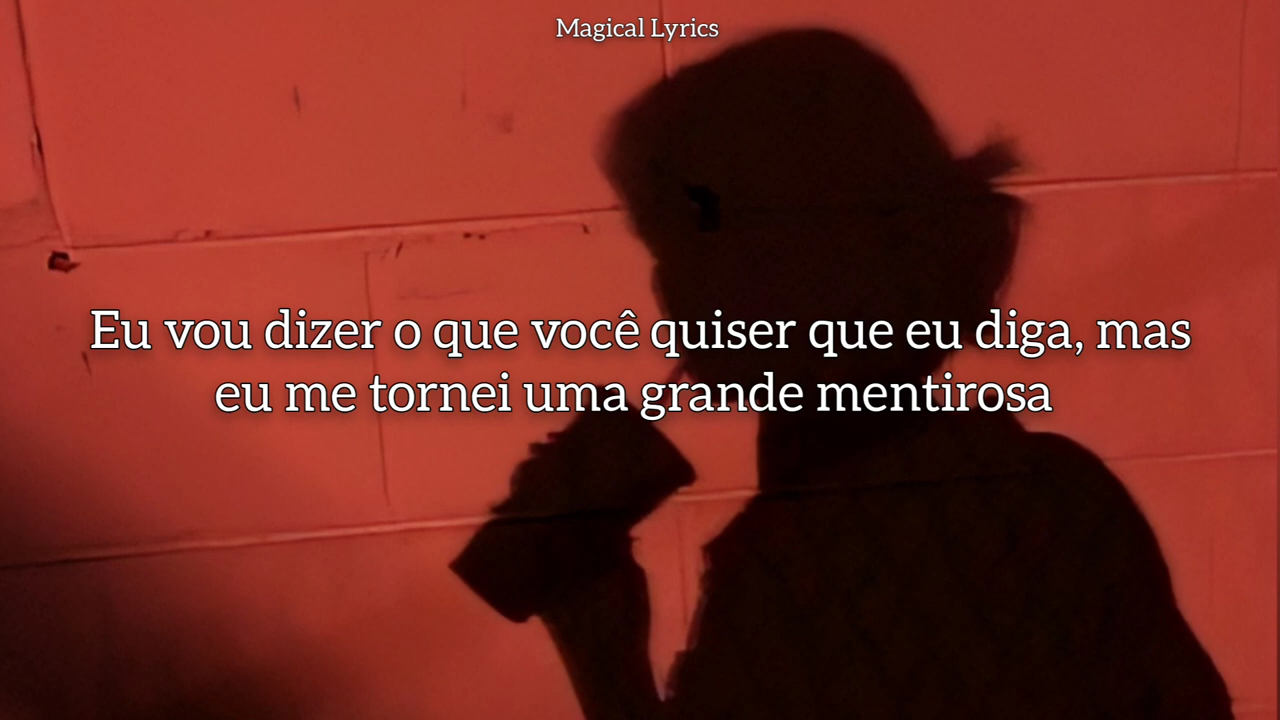 Magical Lyrics
Eu vou dizer o que você quiser que eu diga, mas
eu me tornei uma grande mentirosa